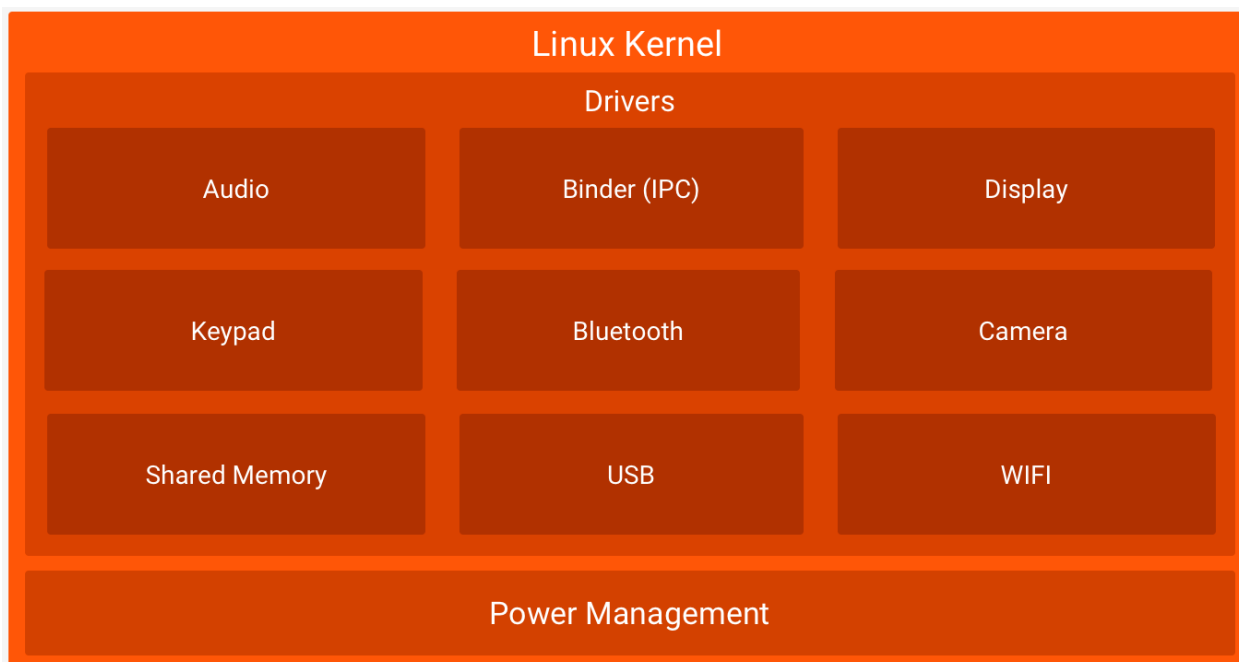 Linux Kernel
Drivers
Audio
Binder (IPC)
Display
Keypad
Bluetooth
Camera
Shared Memory
USB
WIFI
Power Management